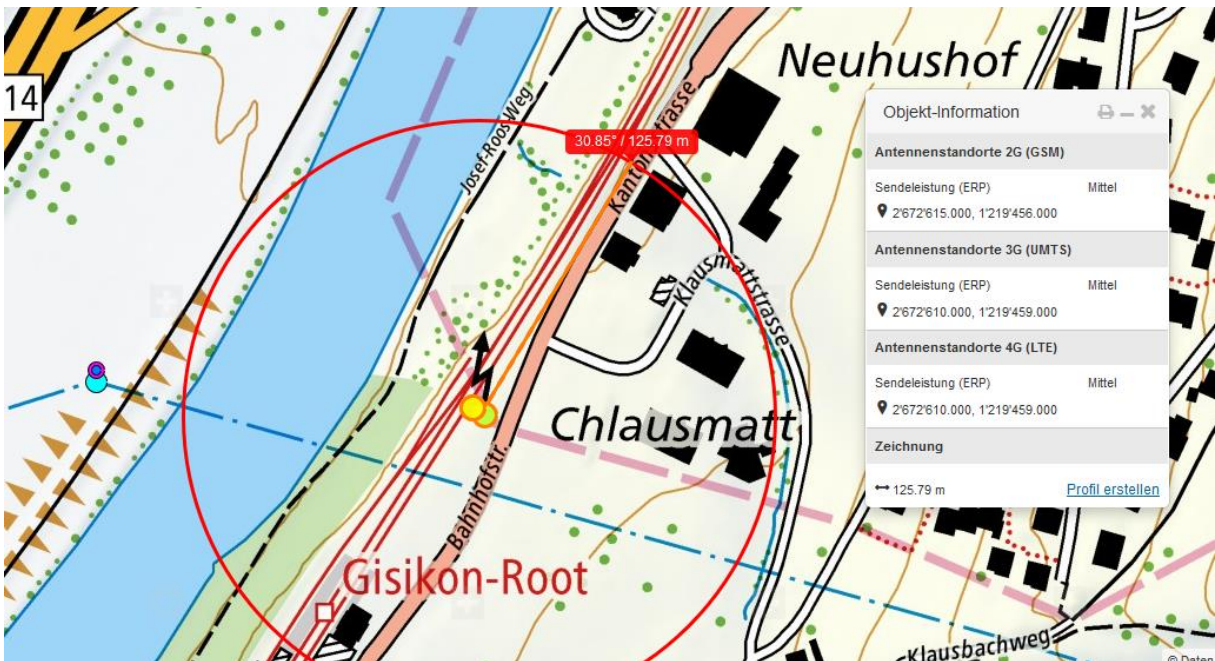 14
Neuhushof
Josef-Roos-Weg
30.85° / 125.79 m
Klausmattstrasse
Chlausmatt
Bahnhofstr.
Gisikon-Root
Klausbachweg
Objekt-Information
Antennenstandorte 2G (GSM)
Sendeleistung (ERP) Mittel
2'672'615.000, 1'219'456.000
Antennenstandorte 3G (UMTS)
Sendeleistung (ERP) Mittel
2'672'610.000, 1'219'459.000
Antennenstandorte 4G (LTE)
Sendeleistung (ERP) Mittel
2'672'610.000, 1'219'459.000
Zeichnung
125.79 m Profil erstellen
© Daten